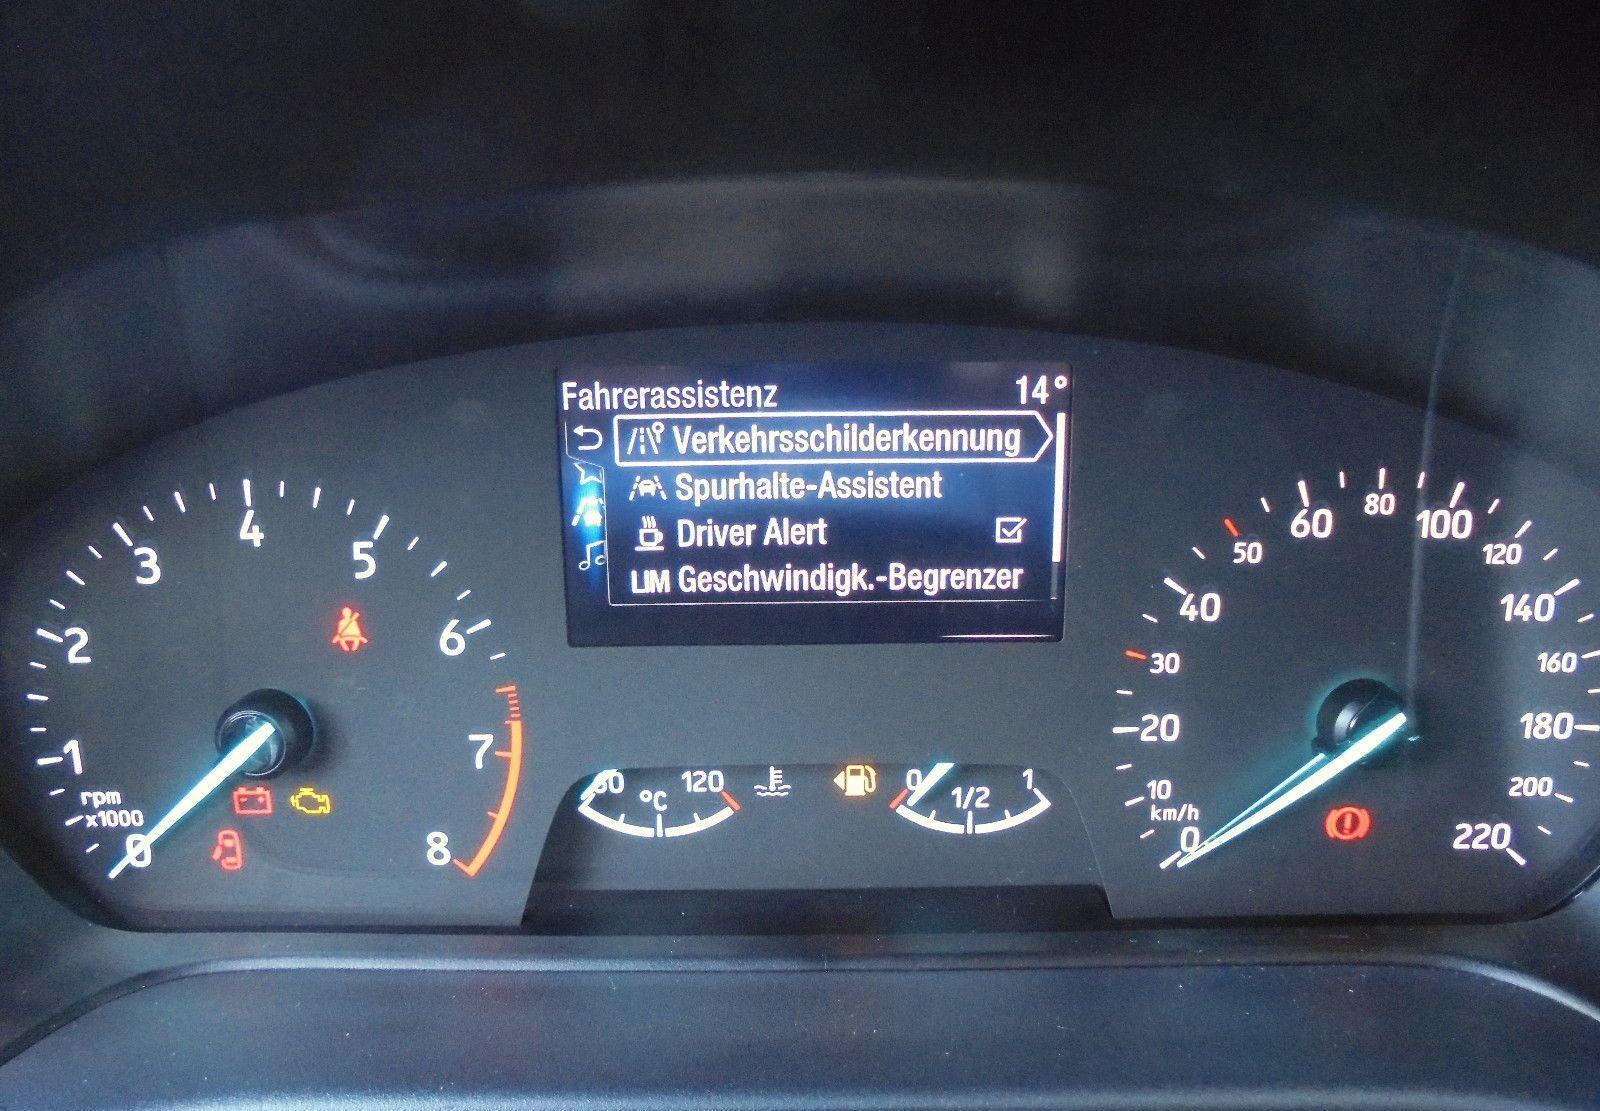 Fahrerassistenz 14°
Verkehrsschilderkennung
Spurhalte-Assistent
Driver Alert
LIM Geschwindigk.-Begrenzer
0
1
2
3
4
5
6
7
8
rpm
x1000
60 °C 120
0 1/2 1
0
10
20
30
40
50
60
80
100
120
140
160
180
200
220
km/h